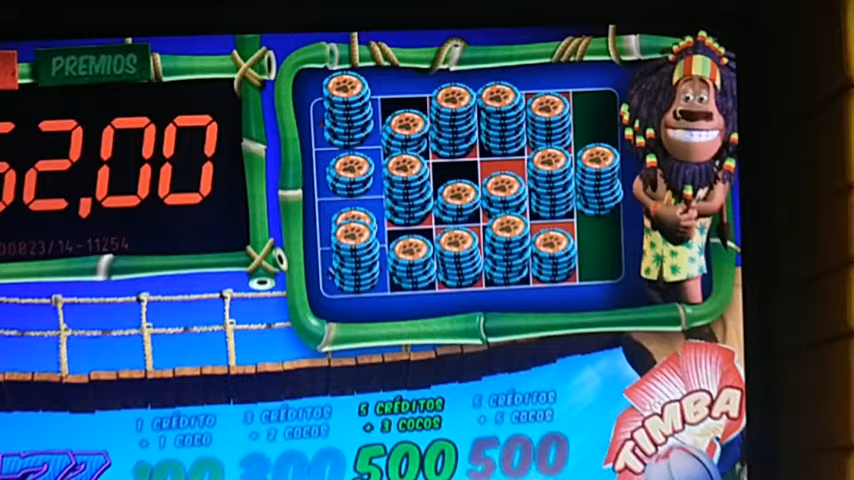 PREMIOS
52,00
00823/14-11254
1 CRÉDITO
+ 1 COCO
3 CRÉDITOS
+ 2 COCOS
5 CRÉDITOS
+ 3 COCOS
5 CRÉDITOS
+ 5 COCOS
100
300
500
500
TIMBA